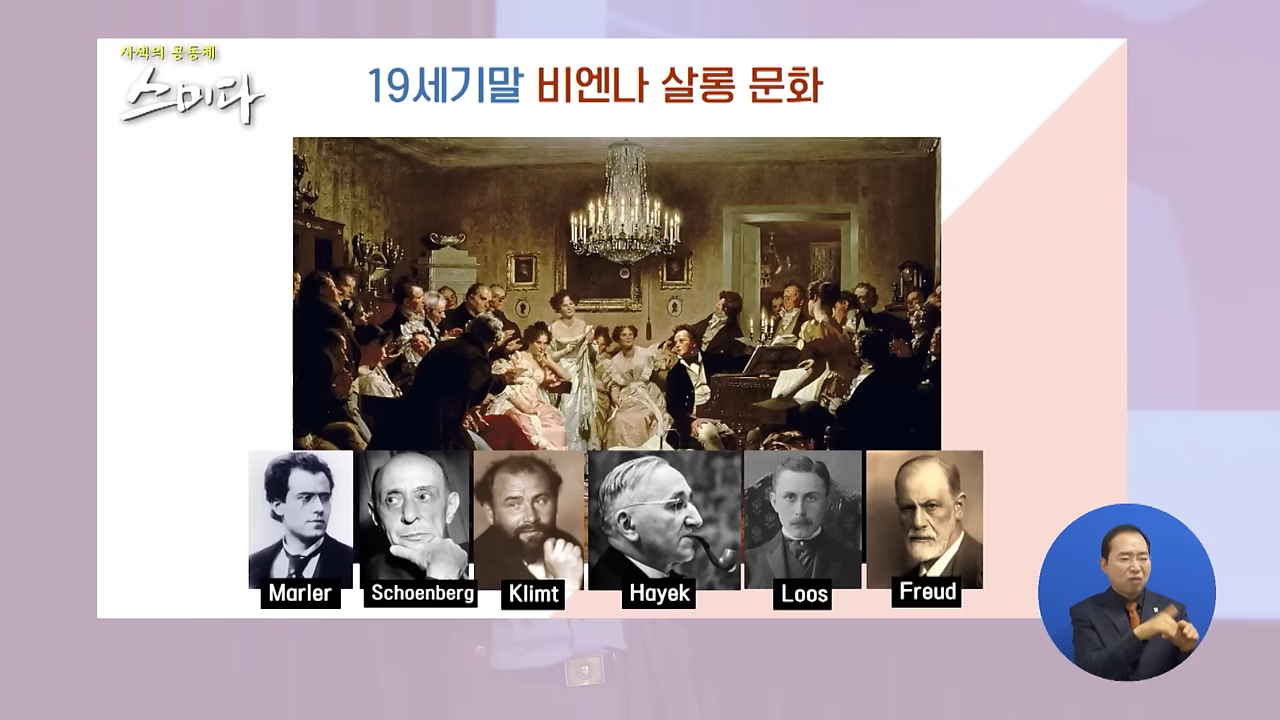 사색의 공동체
스미다
19세기말 비엔나 살롱 문화
Marler
Schoenberg
Klimt
Hayek
Loos
Freud